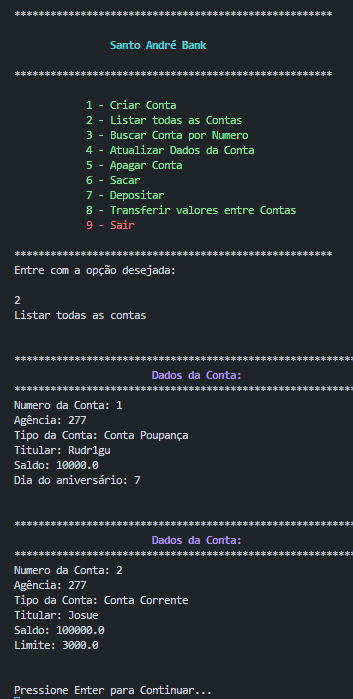 *****************************************************
Santo André Bank
*****************************************************
1 - Criar Conta
2 - Listar todas as Contas
3 - Buscar Conta por Numero
4 - Atualizar Dados da Conta
5 - Apagar Conta
6 - Sacar
7 - Depositar
8 - Transferir valores entre Contas
9 - Sair
*****************************************************
Entre com a opção desejada:
2
Listar todas as contas
*********************************************************
Dados da Conta:
*********************************************************
Numero da Conta: 1
Agência: 277
Tipo da Conta: Conta Poupança
Titular: Rudr1gu
Saldo: 10000.0
Dia do aniversário: 7
*********************************************************
Dados da Conta:
*********************************************************
Numero da Conta: 2
Agência: 277
Tipo da Conta: Conta Corrente
Titular: Josue
Saldo: 100000.0
Limite: 3000.0
Pressione Enter para Continuar...